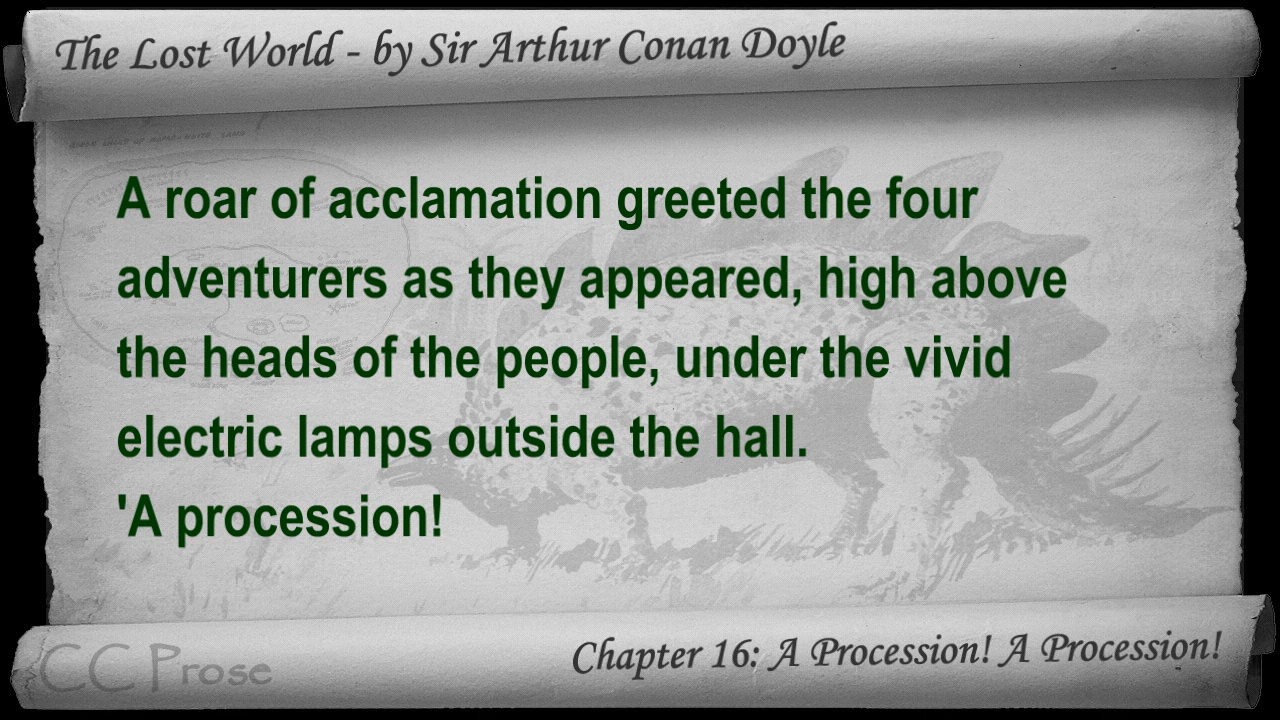 The Lost World - by Sir Arthur Conan Doyle
A roar of acclamation greeted the four
adventurers as they appeared, high above
the heads of the people, under the vivid
electric lamps outside the hall.
'A procession!
CC Prose
Chapter 16: A Procession! A Procession!